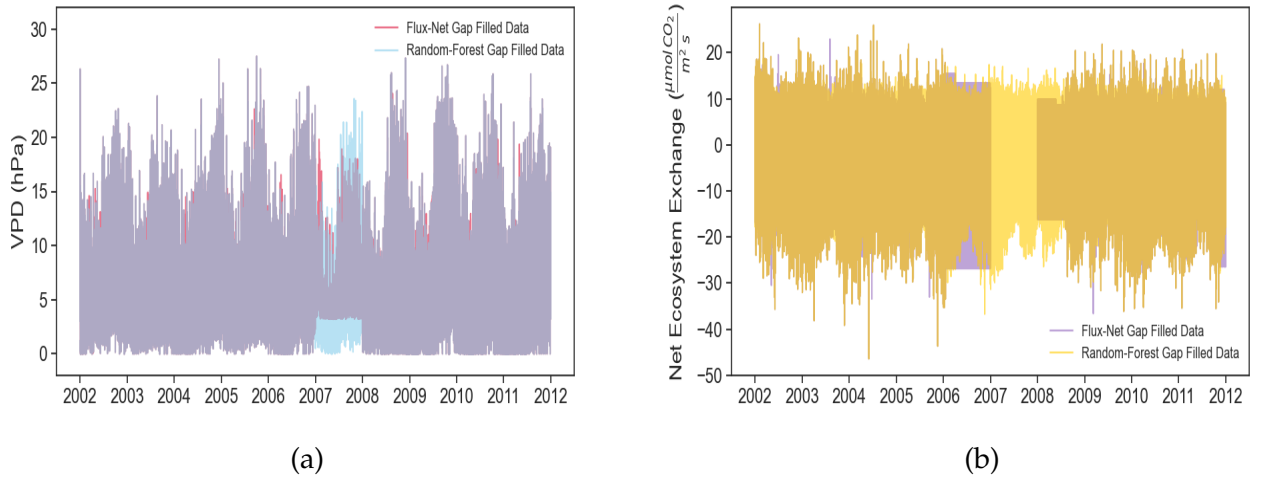 VPD (hPa)
30
25
20
15
10
5
0
Flux-Net Gap Filled Data
Random-Forest Gap Filled Data
2002 2003 2004 2005 2006 2007 2008 2009 2010 2011 2012
(a)
Net Ecosystem Exchange (μmol CO₂ / m² s)
20
10
0
−10
−20
−30
−40
−50
Flux-Net Gap Filled Data
Random-Forest Gap Filled Data
2002 2003 2004 2005 2006 2007 2008 2009 2010 2011 2012
(b)